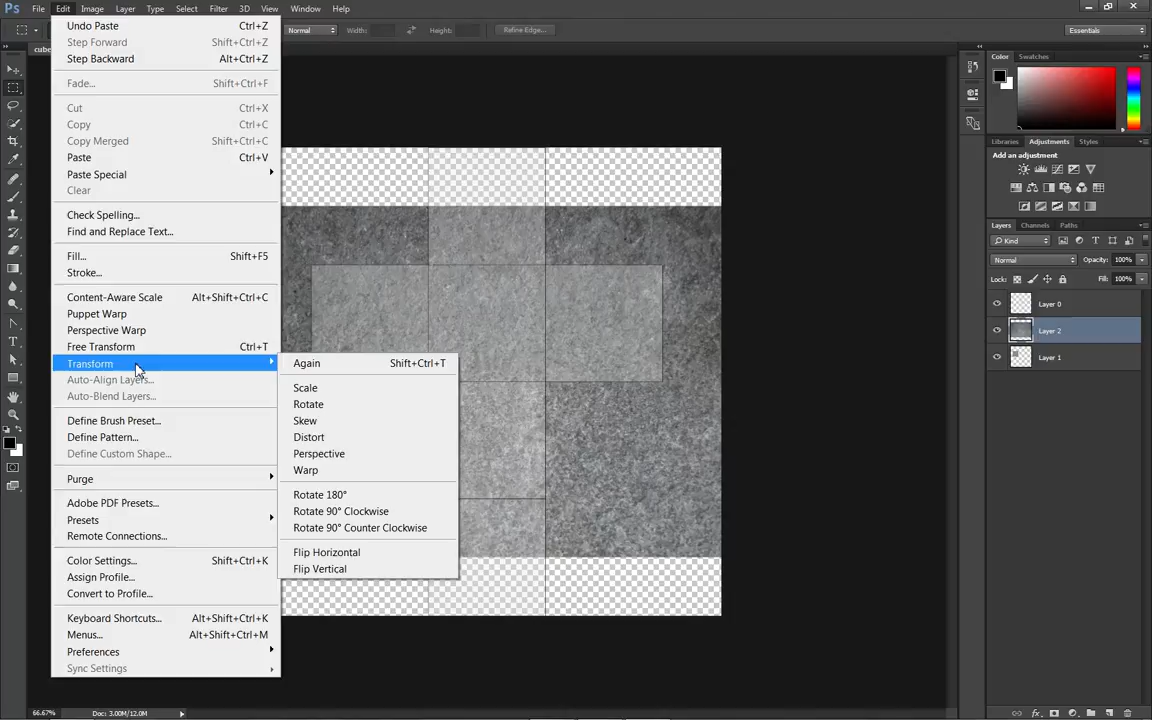 Ps File Edit Image Layer Type Select Filter 3D View Window Help
Normal Width: Height: Refine Edge... Essentials
cube
Undo Paste Ctrl+Z
Step Forward Shift+Ctrl+Z
Step Backward Alt+Ctrl+Z
Fade... Shift+Ctrl+F
Cut Ctrl+X
Copy Ctrl+C
Copy Merged Shift+Ctrl+C
Paste Ctrl+V
Paste Special
Clear
Check Spelling...
Find and Replace Text...
Fill... Shift+F5
Stroke...
Content-Aware Scale Alt+Shift+Ctrl+C
Puppet Warp
Perspective Warp
Free Transform Ctrl+T
Transform
Auto-Align Layers...
Auto-Blend Layers...
Define Brush Preset...
Define Pattern...
Define Custom Shape...
Purge
Adobe PDF Presets...
Presets
Remote Connections...
Color Settings... Shift+Ctrl+K
Assign Profile...
Convert to Profile...
Keyboard Shortcuts... Alt+Shift+Ctrl+K
Menus... Alt+Shift+Ctrl+M
Preferences
Sync Settings
Again Shift+Ctrl+T
Scale
Rotate
Skew
Distort
Perspective
Warp
Rotate 180°
Rotate 90° Clockwise
Rotate 90° Counter Clockwise
Flip Horizontal
Flip Vertical
Color Swatches
Libraries Adjustments Styles
Add an adjustment
Layers Channels Paths
Kind
Normal Opacity: 100%
Lock: Fill: 100%
Layer 0
Layer 2
Layer 1
66.67% Doc: 3.00M/12.0M